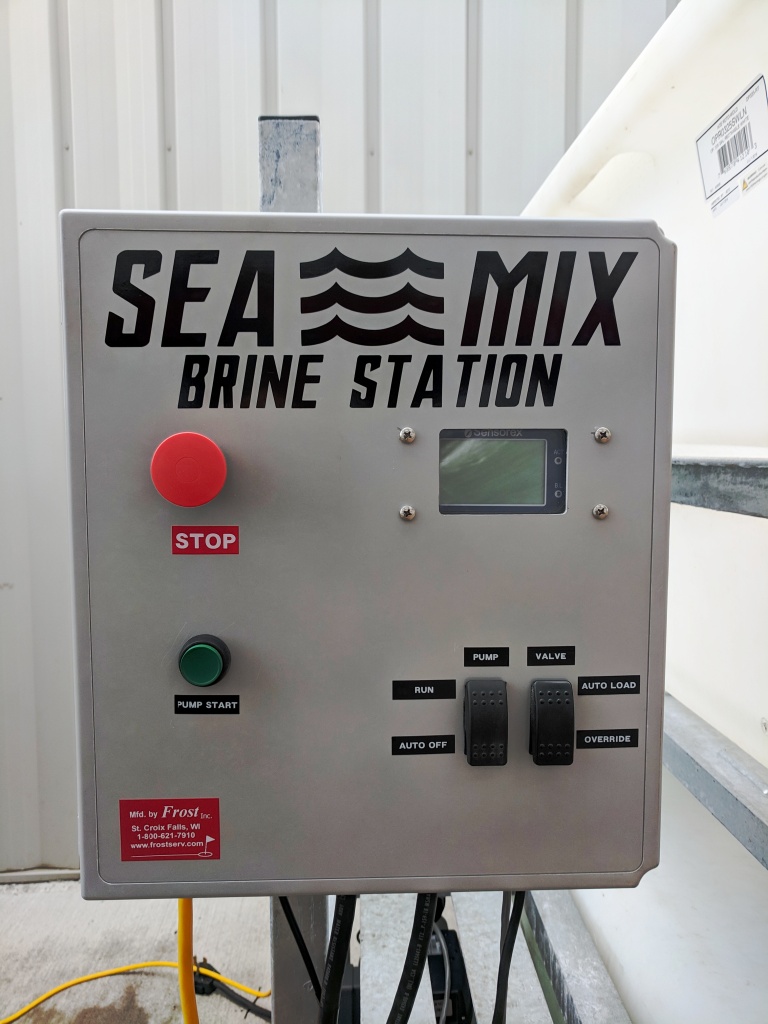 SEA MIX
BRINE STATION
STOP
PUMP START
PUMP VALVE
RUN AUTO LOAD
AUTO OFF OVERRIDE
Mfd. by Frost Inc.
St. Croix Falls, WI
1-800-621-7910
www.frostserv.com